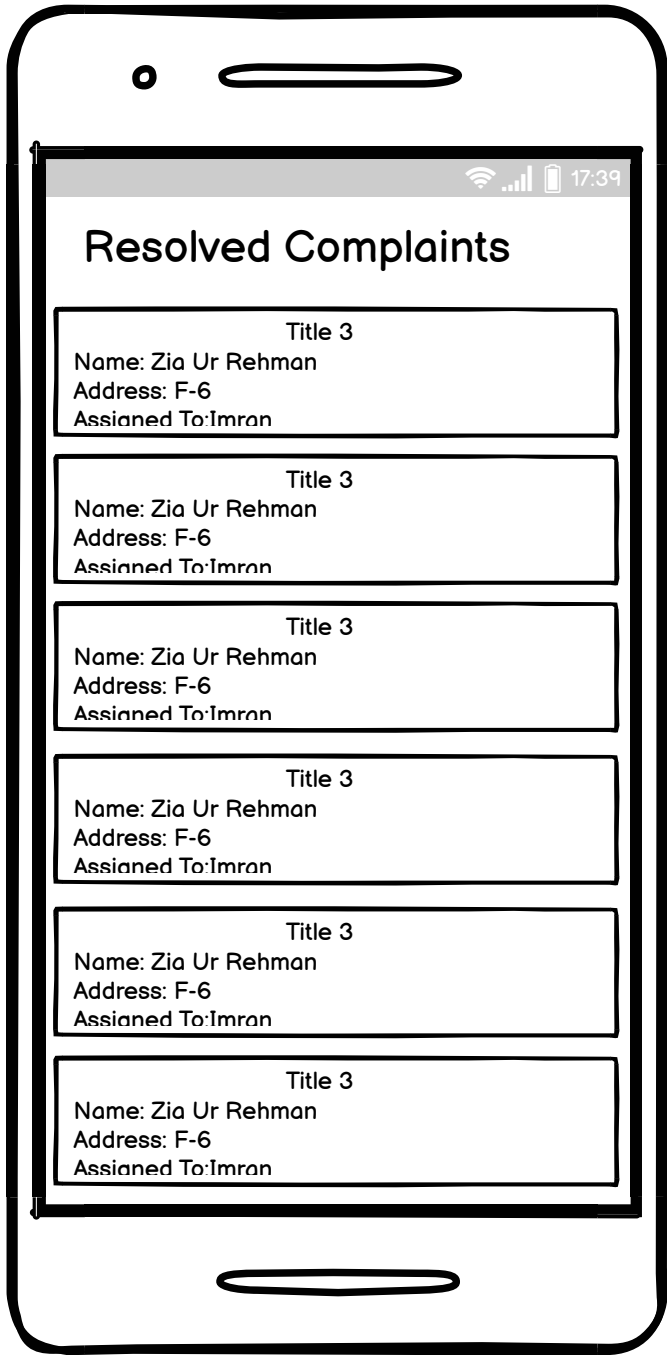 17:39
Resolved Complaints
Title 3
Name: Zia Ur Rehman
Address: F-6
Assigned To:Imran
Title 3
Name: Zia Ur Rehman
Address: F-6
Assigned To:Imran
Title 3
Name: Zia Ur Rehman
Address: F-6
Assigned To:Imran
Title 3
Name: Zia Ur Rehman
Address: F-6
Assigned To:Imran
Title 3
Name: Zia Ur Rehman
Address: F-6
Assigned To:Imran
Title 3
Name: Zia Ur Rehman
Address: F-6
Assigned To:Imran